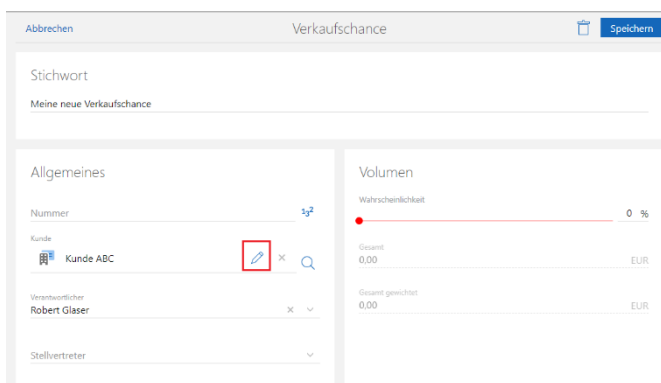 Abbrechen
Verkaufschance
Speichern
Stichwort
Meine neue Verkaufschance
Allgemeines
Nummer
1₃2
Kunde
Kunde ABC
Verantwortlicher
Robert Glaser
Stellvertreter
Volumen
Wahrscheinlichkeit
0 %
Gesamt
0,00 EUR
Gesamt gewichtet
0,00 EUR